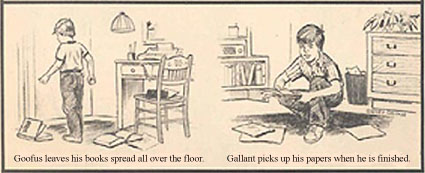 Goofus leaves his books spread all over the floor.
Gallant picks up his papers when he is finished.